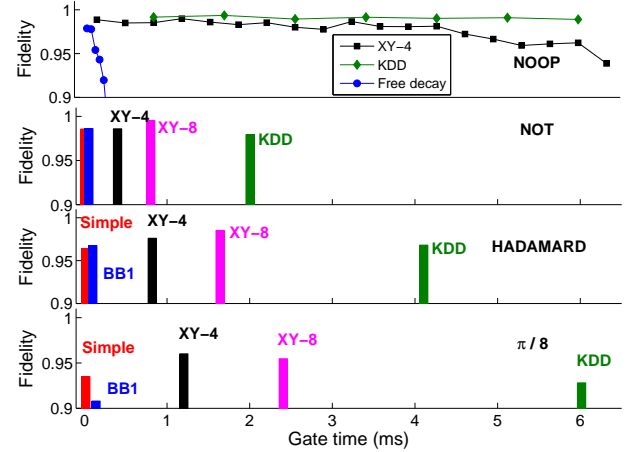 1
0.95
0.9
Fidelity
XY−4
KDD
Free decay
NOOP
1
0.95
0.9
Fidelity
XY−4
XY−8
KDD
NOT
1
0.95
0.9
Fidelity
Simple
BB1
XY−4
XY−8
KDD
HADAMARD
1
0.95
0.9
Fidelity
Simple
BB1
XY−4
XY−8
π / 8
KDD
0 1 2 3 4 5 6
Gate time (ms)